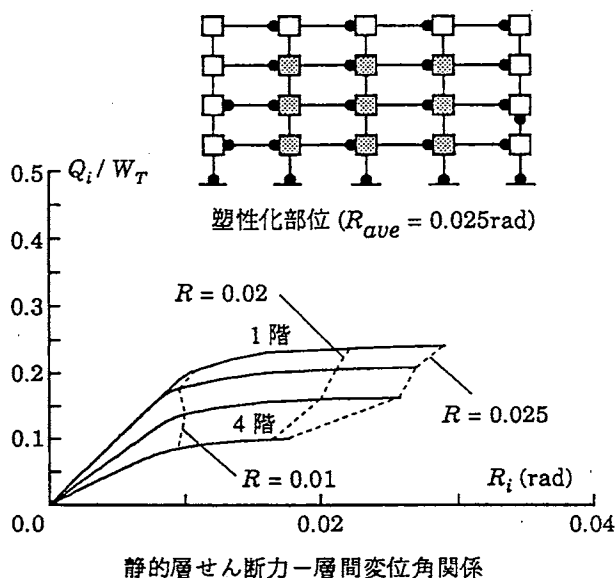 塑性化部位 (R_ave = 0.025rad)
Q_i / W_T
0.5
0.4
0.3
0.2
0.1
0.0
R = 0.02
1 階
4 階
R = 0.01
R = 0.025
R_i (rad)
0.02
0.04
静的層せん断力－層間変位角関係